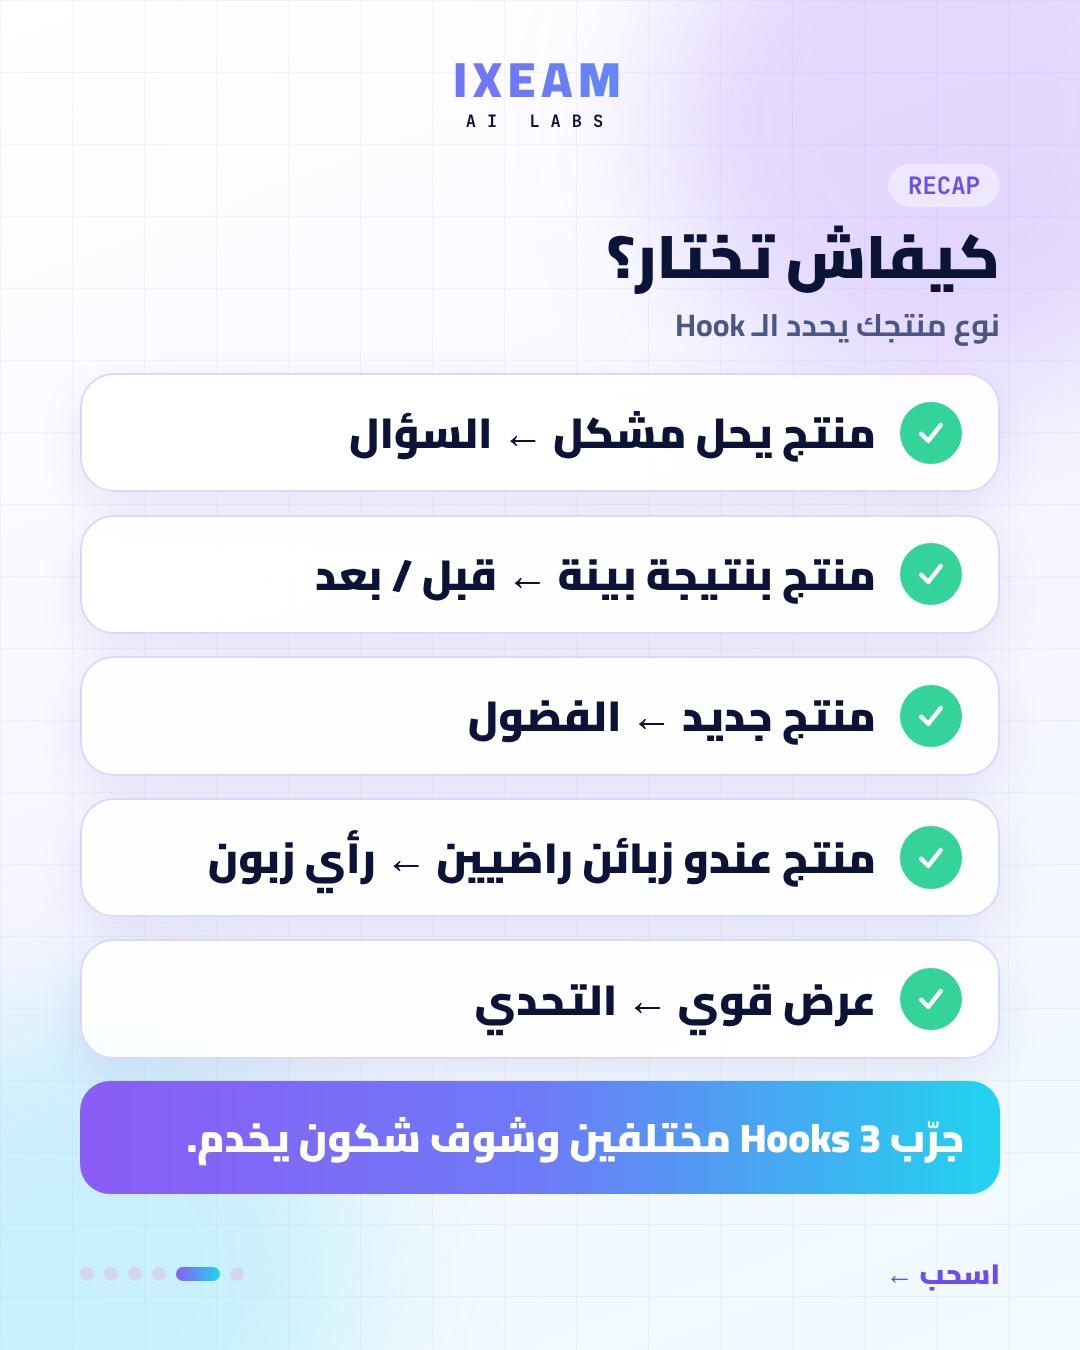 IXEAM
AI LABS
RECAP
كيفاش تختار؟
نوع منتجك يحدد الـ Hook
منتج يحل مشكل ← السؤال
منتج بنتيجة بينة ← قبل / بعد
منتج جديد ← الفضول
منتج عندو زبائن راضيين ← رأي زبون
عرض قوي ← التحدي
جرّب 3 Hooks مختلفين وشوف شكون يخدم.
اسحب ←